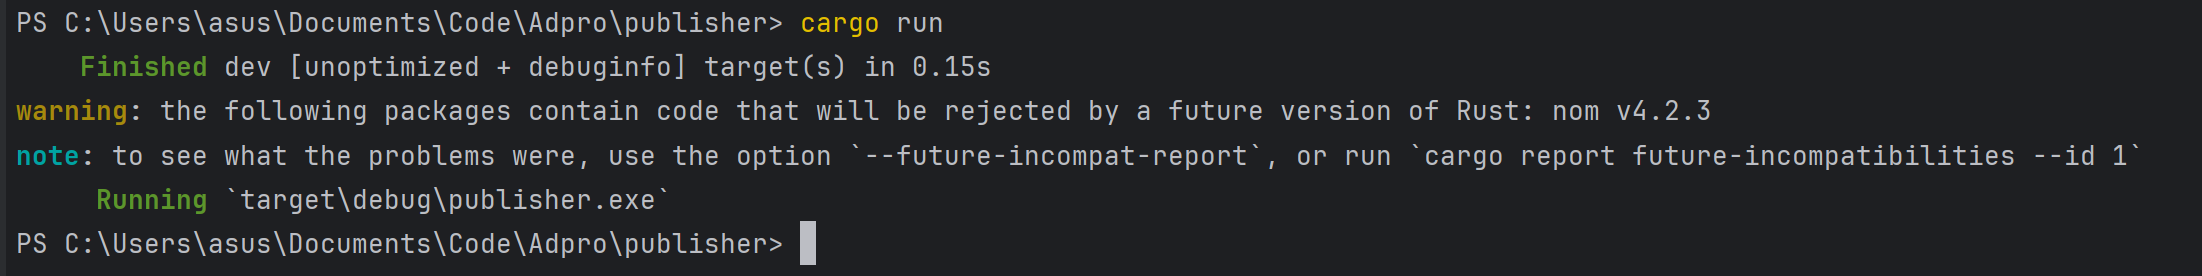 PS C:\Users\asus\Documents\Code\Adpro\publisher> cargo run
Finished dev [unoptimized + debuginfo] target(s) in 0.15s
warning: the following packages contain code that will be rejected by a future version of Rust: nom v4.2.3
note: to see what the problems were, use the option `--future-incompat-report`, or run `cargo report future-incompatibilities --id 1`
Running `target\debug\publisher.exe`
PS C:\Users\asus\Documents\Code\Adpro\publisher>